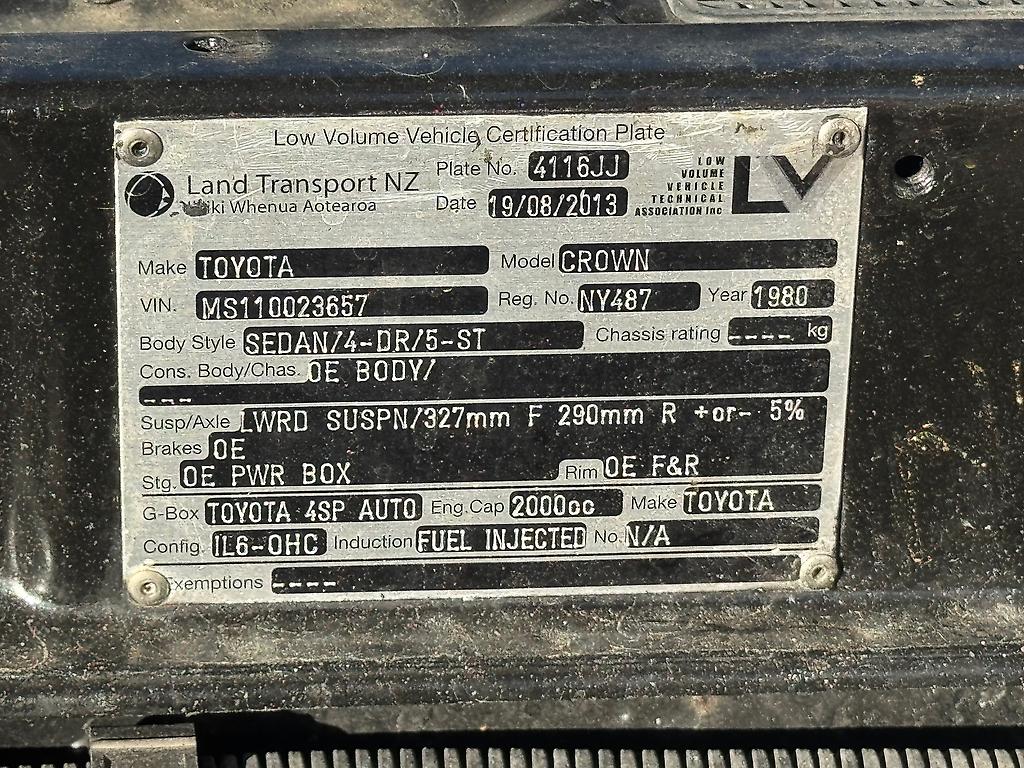 Low Volume Vehicle Certification Plate
Land Transport NZ
Whenua Aotearoa
Plate No. 4116JJ
Date 19/08/2013
LOW
VOLUME
VEHICLE
TECHNICAL
ASSOCIATION Inc
LV
Make TOYOTA Model CROWN
VIN. MS110023657 Reg. No. NY487 Year 1980
Body Style SEDAN/4-DR/5-ST Chassis rating ---- kg
Cons. Body/Chas. OE BODY/
---
Susp/Axle LWRD SUSPN/327mm F 290mm R +or- 5%
Brakes OE
Stg. OE PWR BOX Rim OE F&R
G-Box TOYOTA 4SP AUTO Eng.Cap 2000cc Make TOYOTA
Config. IL6-OHC Induction FUEL INJECTED No. N/A
Exemptions ----